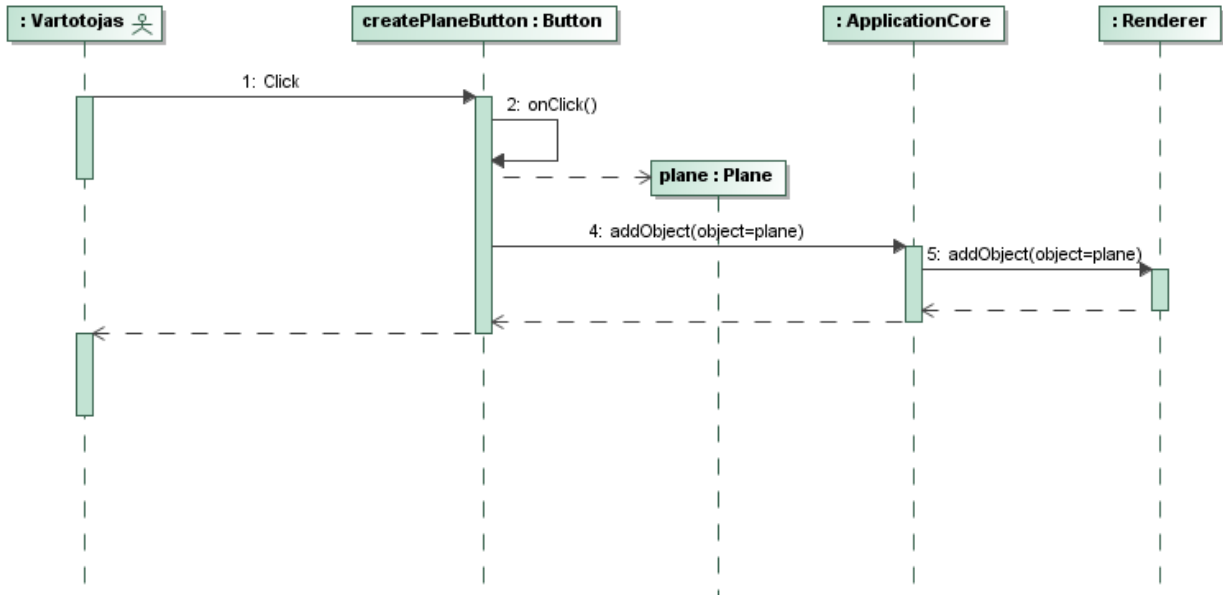 : Vartotojas
createPlaneButton : Button
: ApplicationCore
: Renderer
1: Click
2: onClick()
plane : Plane
4: addObject(object=plane)
5: addObject(object=plane)